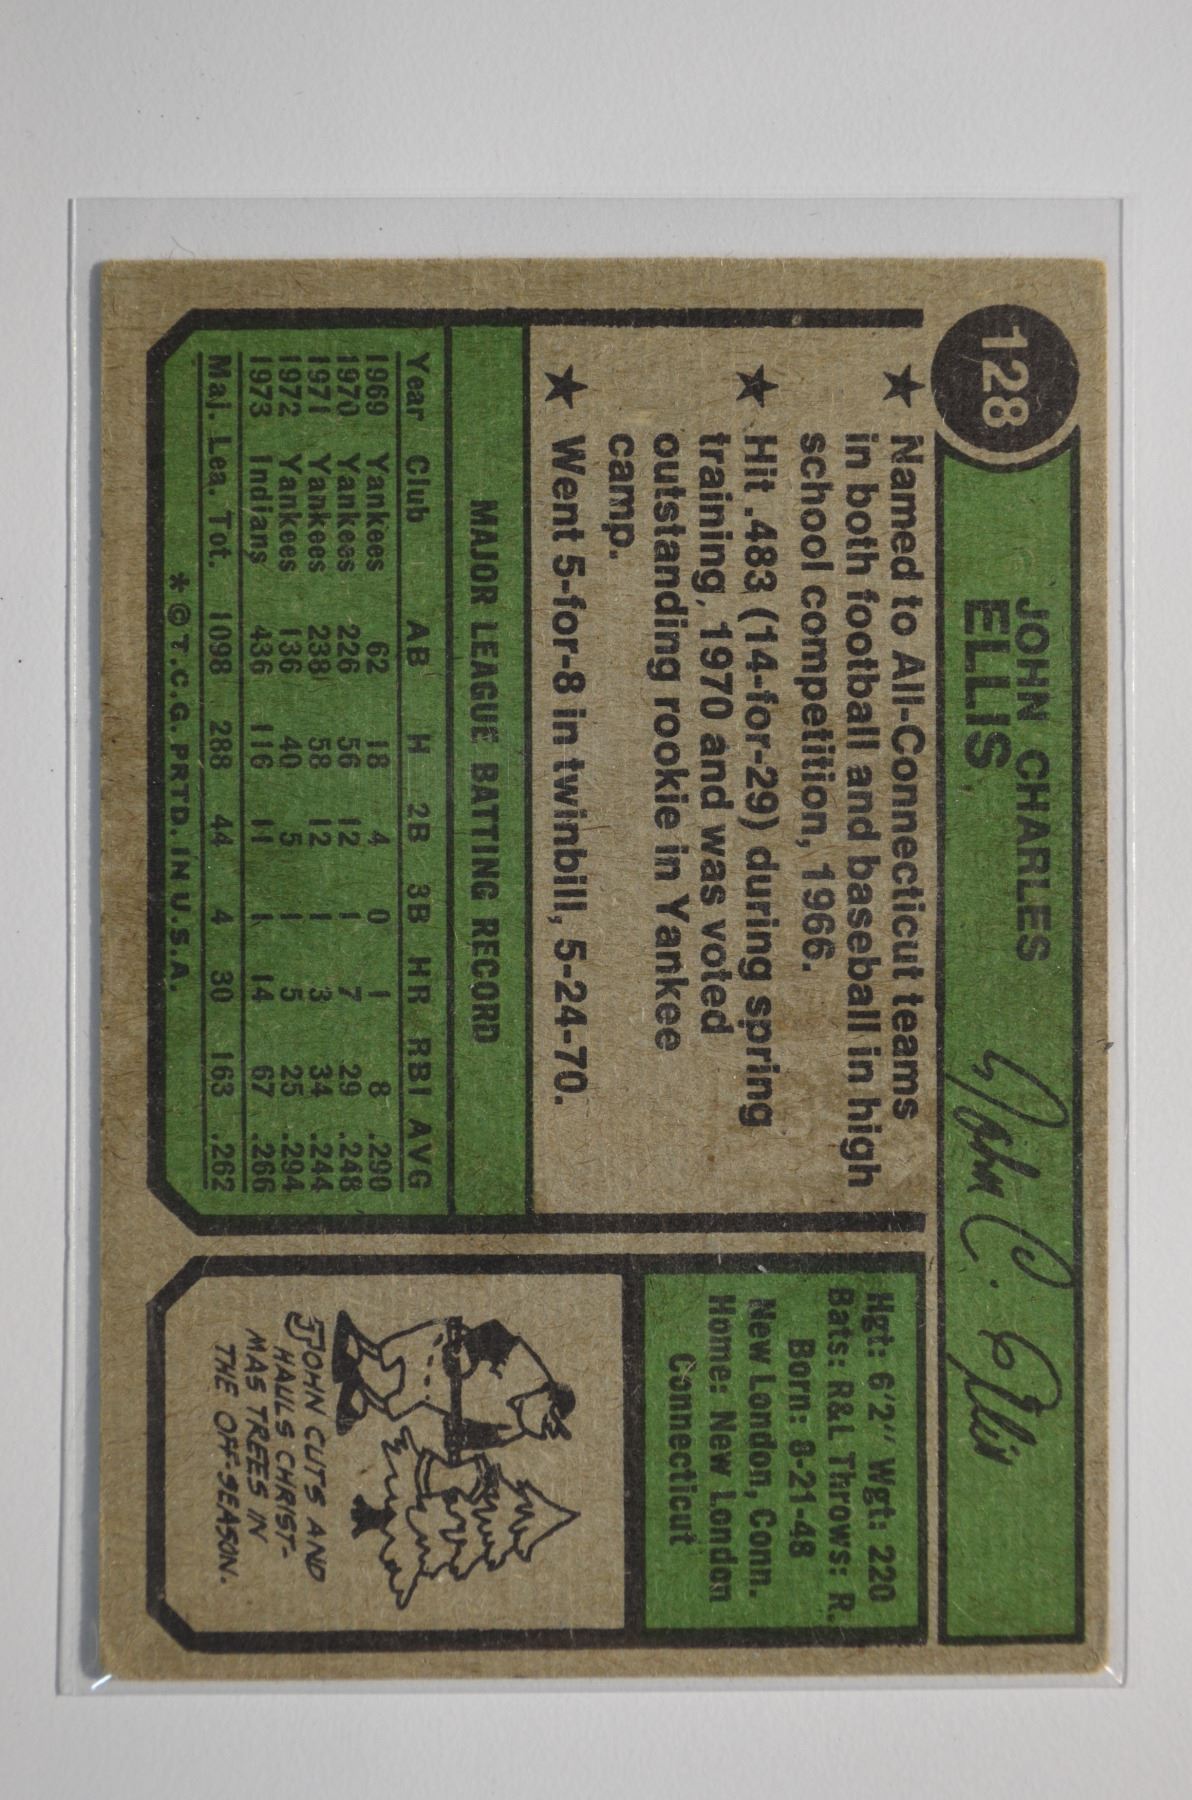 128
JOHN CHARLES
ELLIS
John C. Ellis
★ Named to All-Connecticut teams
in both football and baseball in high
school competition, 1966.
★ Hit .483 (14-for-29) during spring
training, 1970 and was voted
outstanding rookie in Yankee
camp.
★ Went 5-for-8 in twinbill, 5-24-70.
MAJOR LEAGUE BATTING RECORD
Year Club AB H 2B 3B HR RBI AVG
1969 Yankees 62 18 4 0 1 8 .290
1970 Yankees 226 56 12 1 7 29 .248
1971 Yankees 238 58 12 1 3 34 .244
1972 Yankees 136 40 5 1 5 25 .294
1973 Indians 436 116 11 1 14 67 .266
Maj. Lea. Tot. 1098 288 44 4 30 163 .262
* © T.C.G. PRTD. IN U.S.A.
Hgt: 6'2" Wgt: 220
Bats: R&L Throws: R.
Born: 8-21-48
New London, Conn.
Home: New London
Connecticut
JOHN CUTS AND
HAULS CHRIST-
MAS TREES IN
THE OFF-SEASON.